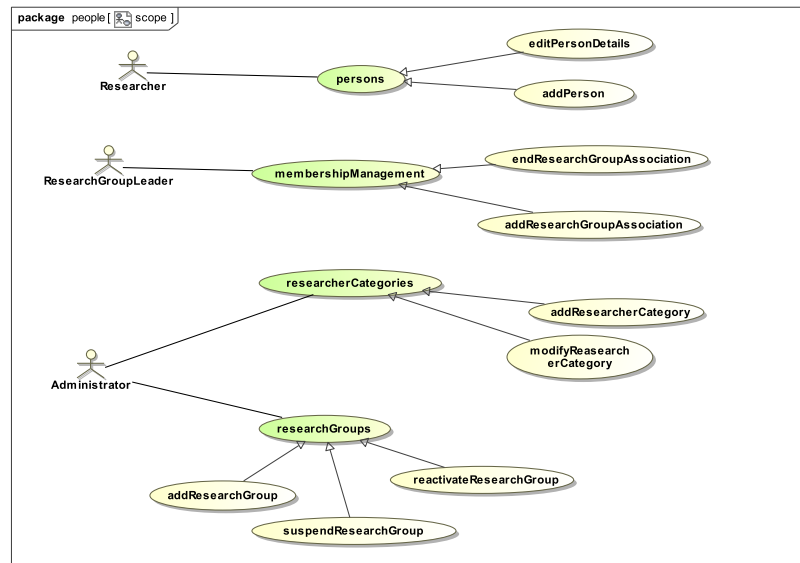 package people[ scope ]
editPersonDetails
persons
Researcher
addPerson
endResearchGroupAssociation
membershipManagement
ResearchGroupLeader
addResearchGroupAssociation
researcherCategories
addResearcherCategory
modifyReasearch
erCategory
Administrator
researchGroups
reactivateResearchGroup
addResearchGroup
suspendResearchGroup